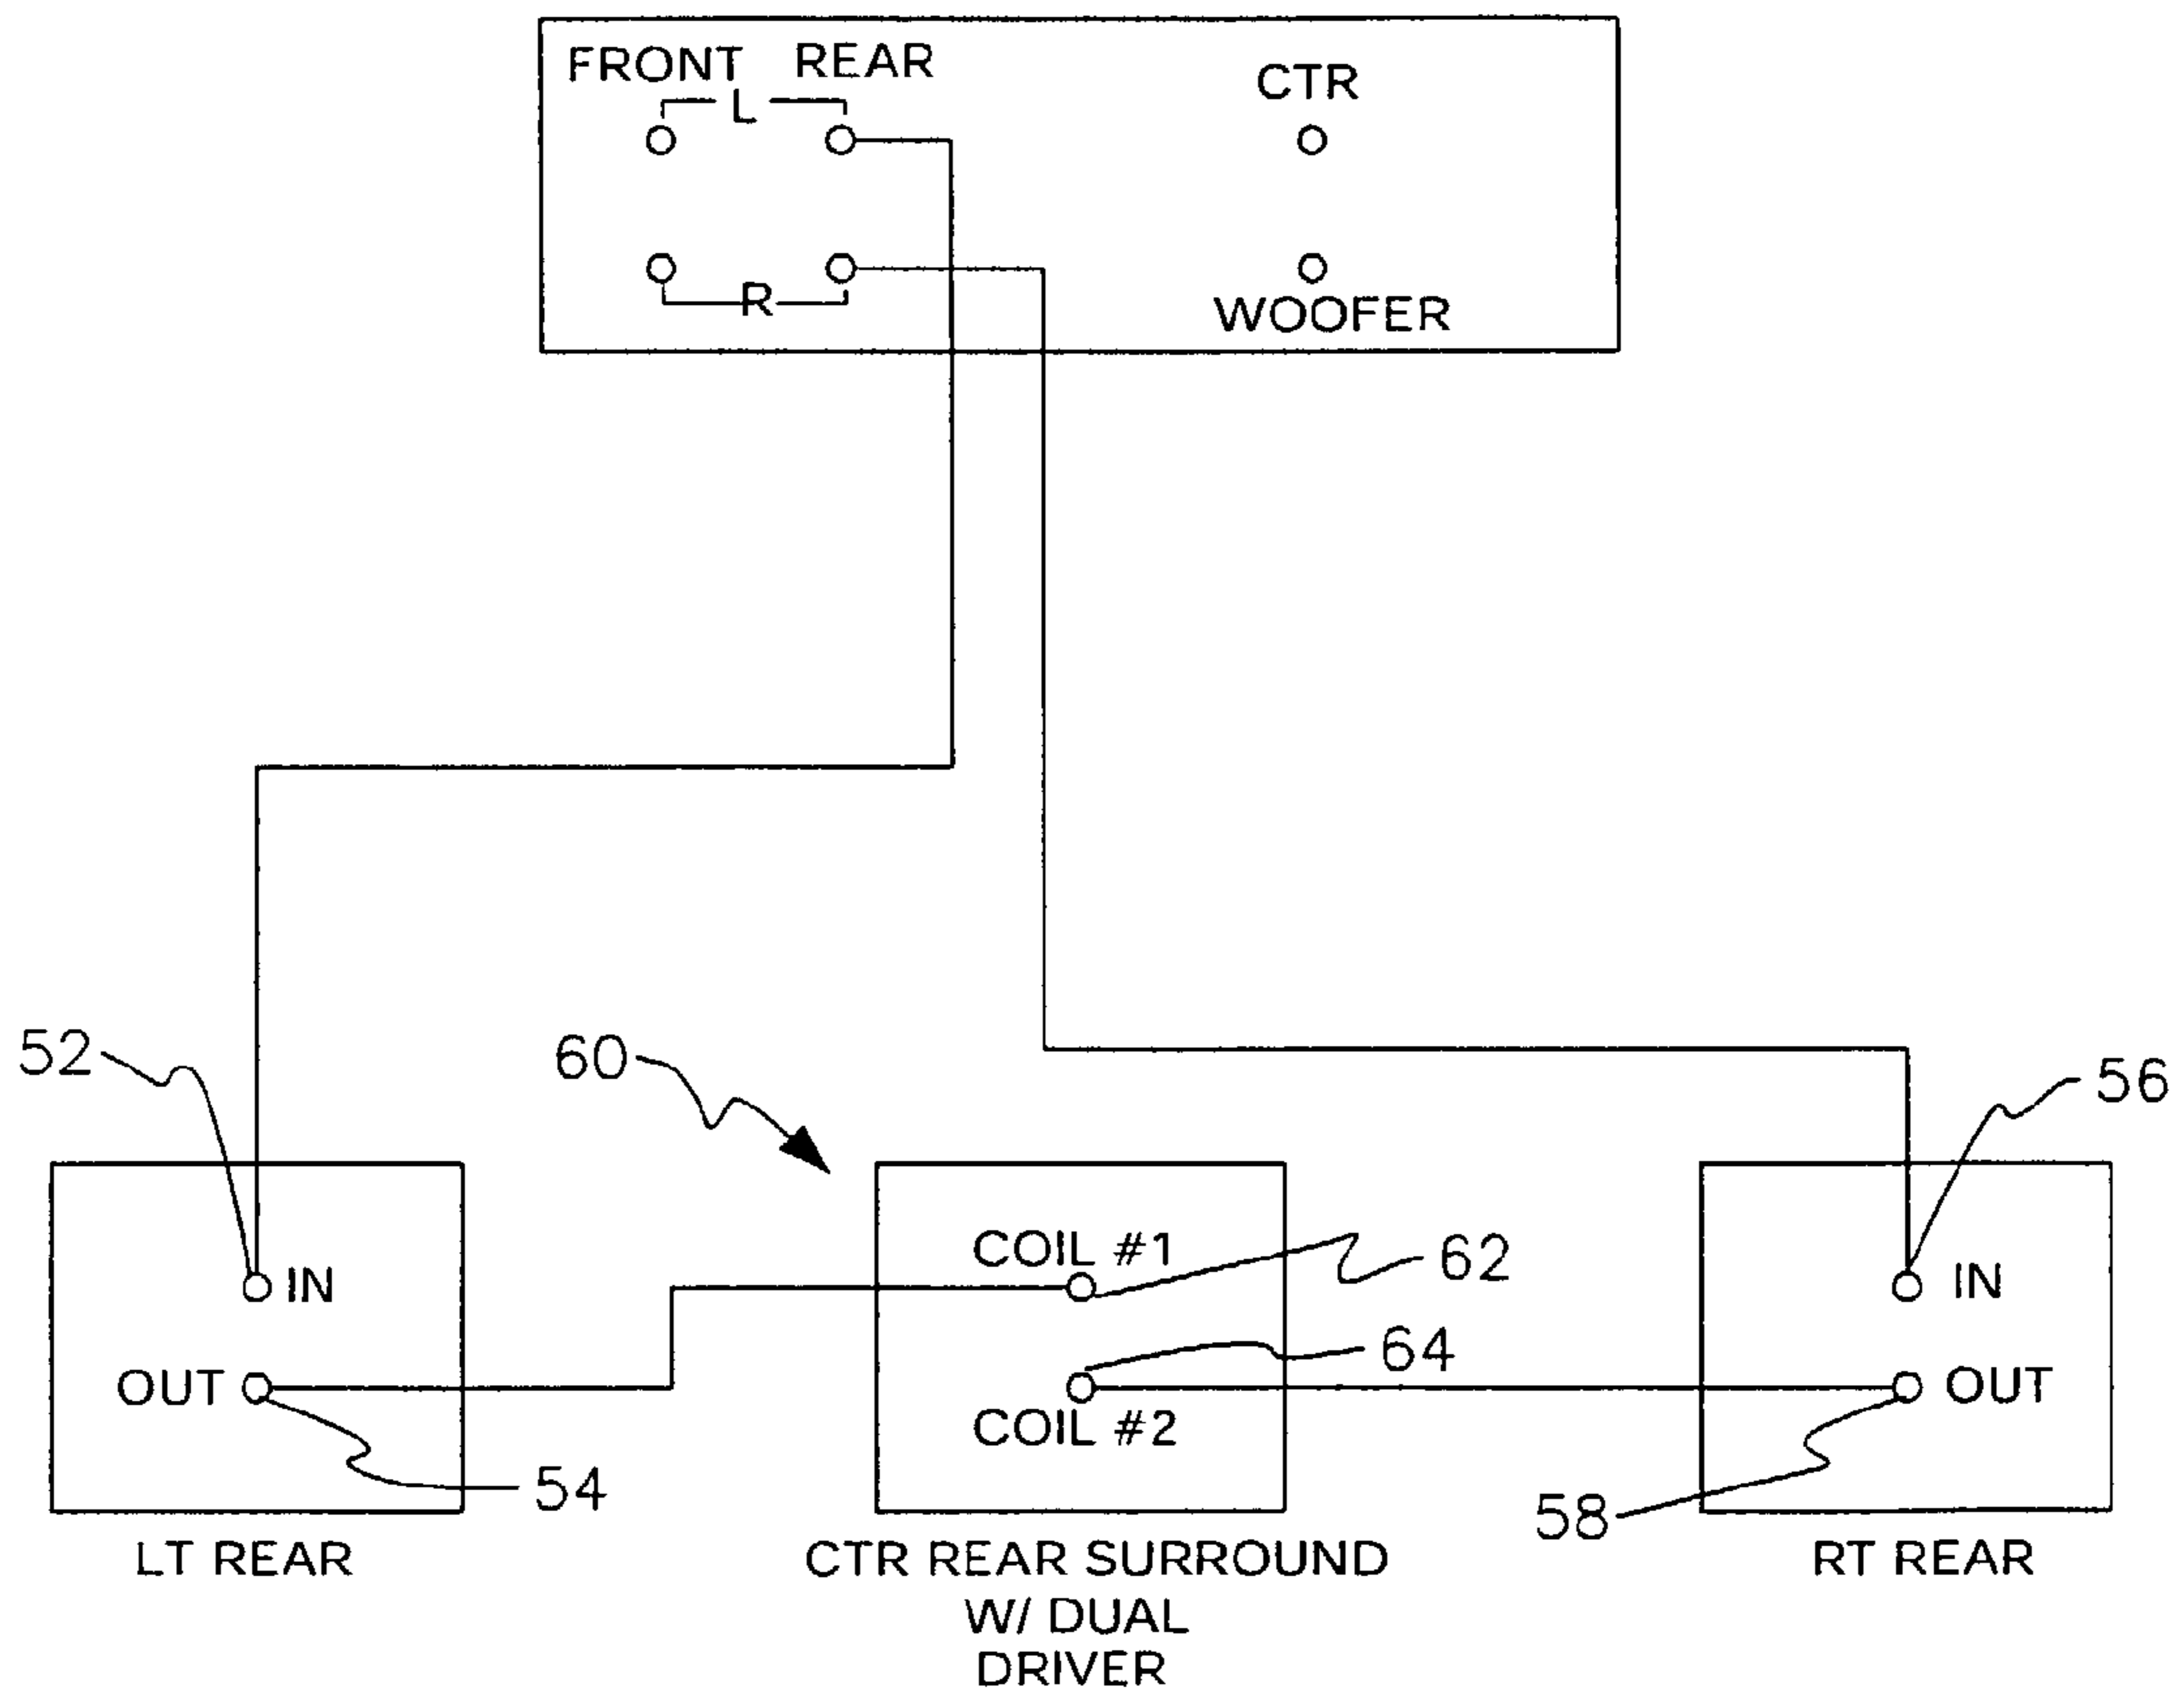 FRONT REAR
L
R
CTR
WOOFER
52
60
56
IN
OUT
54
COIL #1
62
64
COIL #2
IN
OUT
58
LT REAR
CTR REAR SURROUND
W/ DUAL
DRIVER
RT REAR